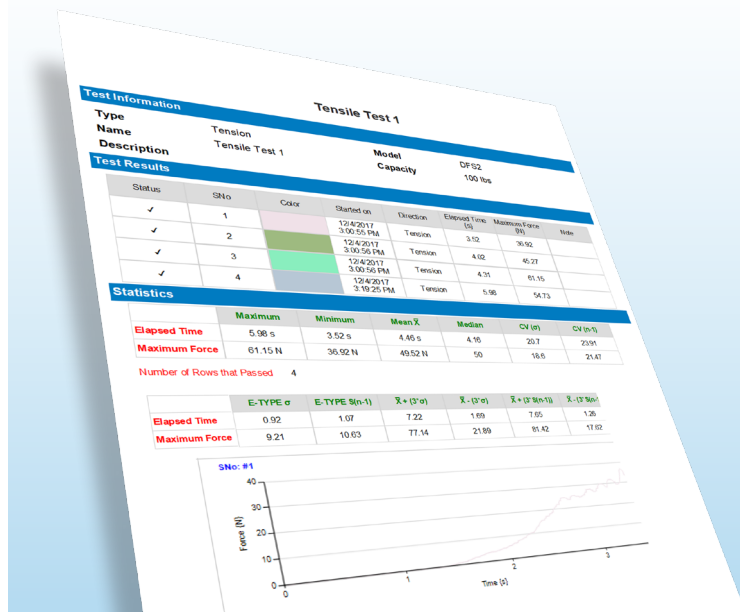 Tensile Test 1
Test Information
Type Tension Model DFS2
Name Tensile Test 1 Capacity 100 lbs
Description
Test Results
Status SNo Color Started on Direction Elapsed Time (s) Maximum Force (N) Note
✓ 1 12/4/2017 3:00:55 PM Tension 3.52 36.92
✓ 2 12/4/2017 3:00:56 PM Tension 4.02 45.27
✓ 3 12/4/2017 3:00:56 PM Tension 4.31 61.15
✓ 4 12/4/2017 3:19:25 PM Tension 5.98 54.73
Statistics
Maximum Minimum Mean X̄ Median CV (σ) CV (n-1)
Elapsed Time 5.98 s 3.52 s 4.46 s 4.16 20.7 23.91
Maximum Force 61.15 N 36.92 N 49.52 N 50 18.6 21.47
Number of Rows that Passed 4
E-TYPE σ E-TYPE S(n-1) X̄ + (3*σ) X̄ - (3*σ) X̄ + (3* S(n-1)) X̄ - (3* S(n-
Elapsed Time 0.92 1.07 7.22 1.69 7.65 1.26
Maximum Force 9.21 10.63 77.14 21.89 81.42 17.62
SNo: #1
40
30
20
10
0
Force [N]
0 1 2 3
Time [s]